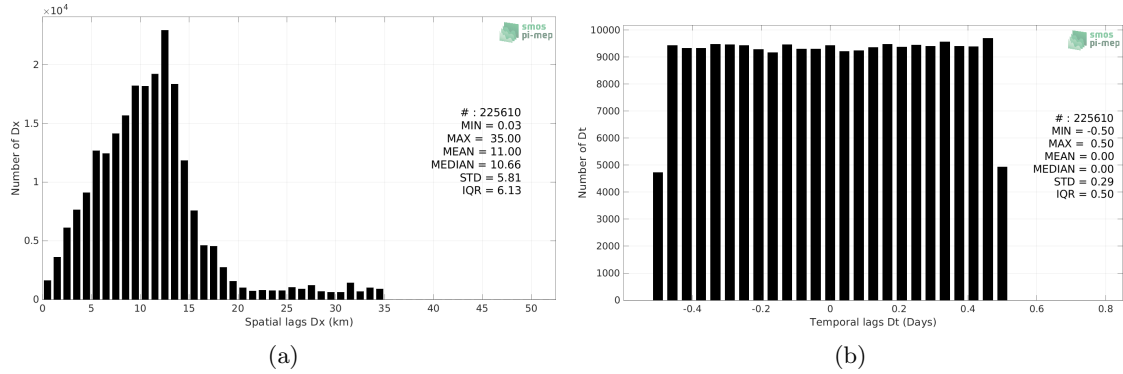 ×10⁴
smos
pi-mep
2
1.5
1
0.5
0
Number of Dx
# : 225610
MIN = 0.03
MAX = 35.00
MEAN = 11.00
MEDIAN = 10.66
STD = 5.81
IQR = 6.13
0 5 10 15 20 25 30 35 40 45 50
Spatial lags Dx (km)
(a)
smos
pi-mep
10000
9000
8000
7000
6000
5000
4000
3000
2000
1000
0
Number of Dt
# : 225610
MIN = -0.50
MAX = 0.50
MEAN = 0.00
MEDIAN = 0.00
STD = 0.29
IQR = 0.50
-0.4 -0.2 0 0.2 0.4 0.6 0.8
Temporal lags Dt (Days)
(b)